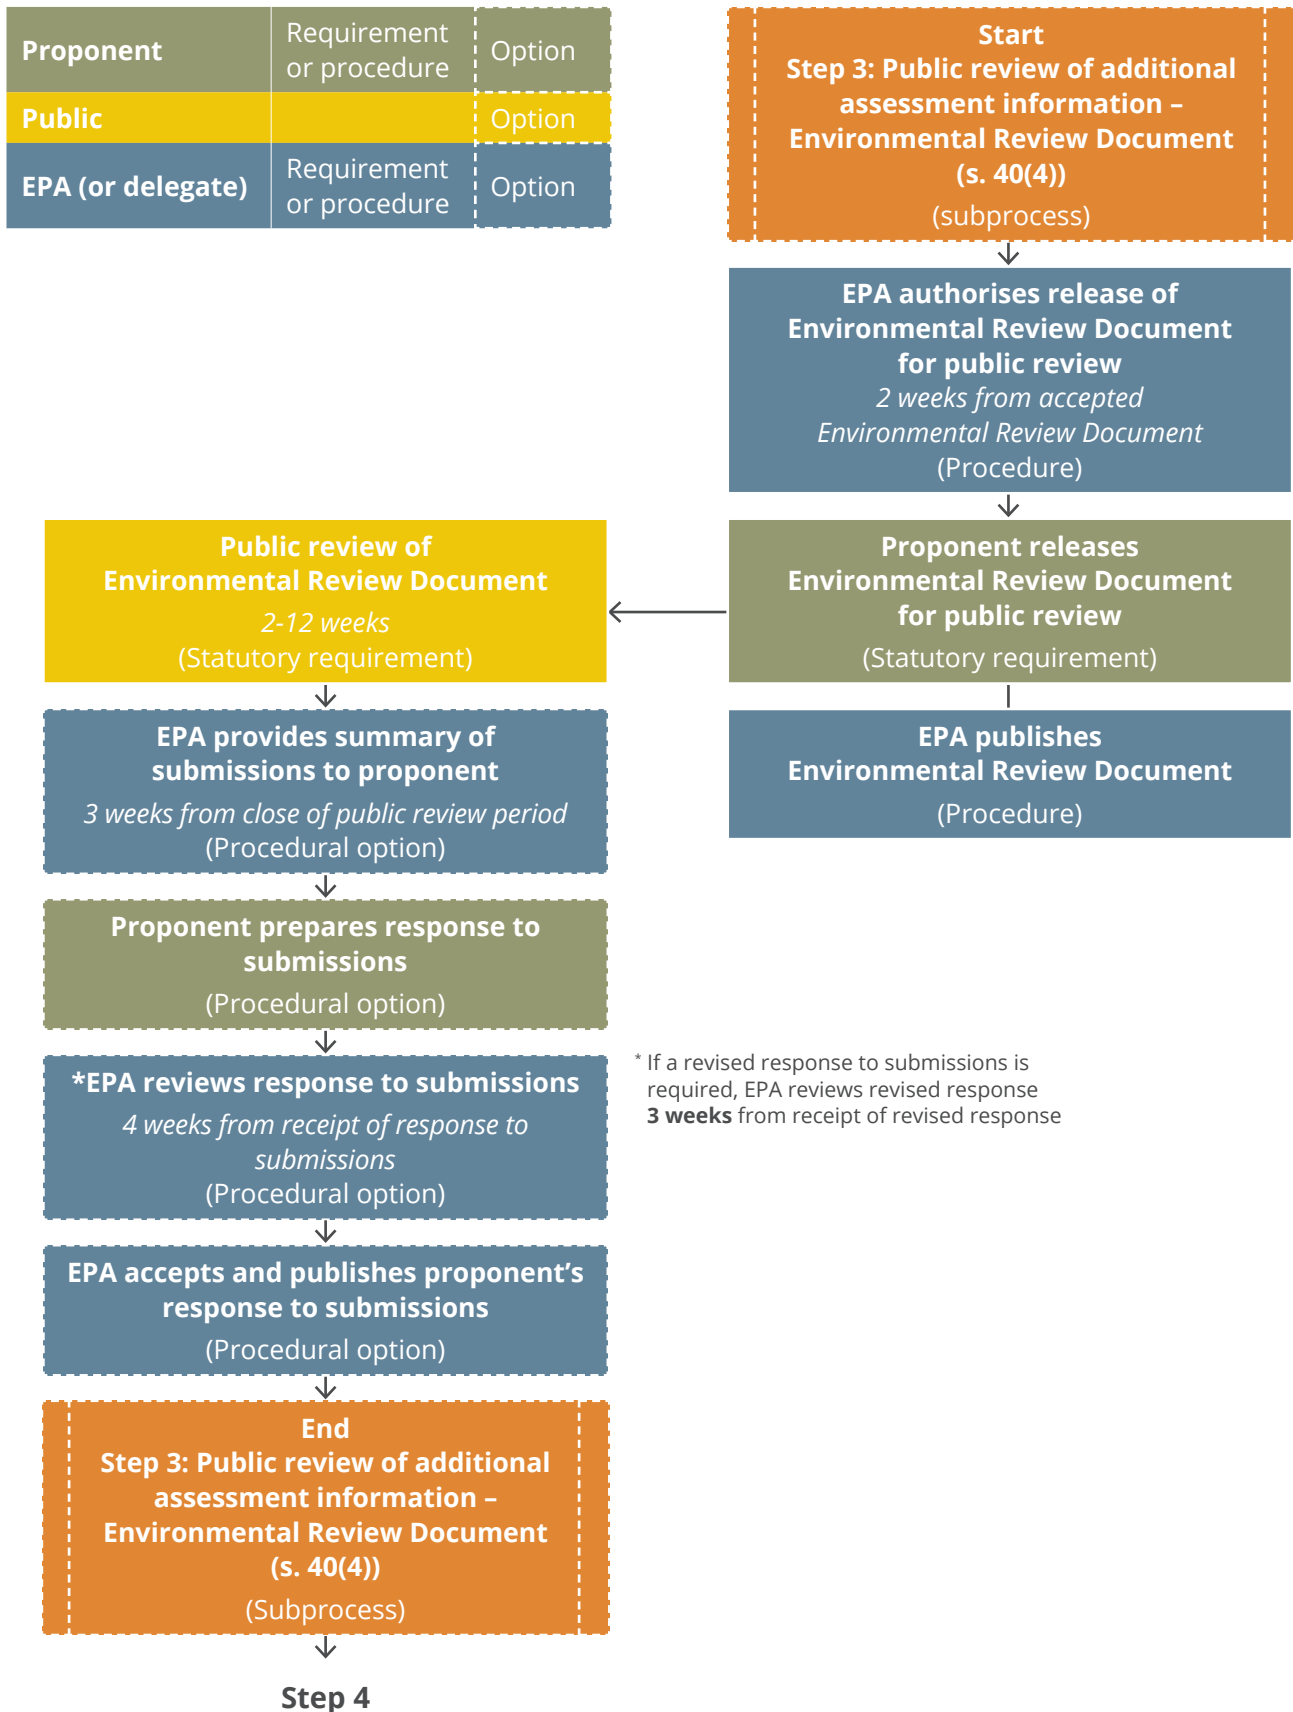 Proponent
Requirement
or procedure
Option
Public
Option
EPA (or delegate)
Requirement
or procedure
Option
Start
Step 3: Public review of additional
assessment information –
Environmental Review Document
(s. 40(4))
(subprocess)
EPA authorises release of
Environmental Review Document
for public review
2 weeks from accepted
Environmental Review Document
(Procedure)
Proponent releases
Environmental Review Document
for public review
(Statutory requirement)
EPA publishes
Environmental Review Document
(Procedure)
Public review of
Environmental Review Document
2-12 weeks
(Statutory requirement)
EPA provides summary of
submissions to proponent
3 weeks from close of public review period
(Procedural option)
Proponent prepares response to
submissions
(Procedural option)
*EPA reviews response to submissions
4 weeks from receipt of response to
submissions
(Procedural option)
* If a revised response to submissions is
required, EPA reviews revised response
3 weeks from receipt of revised response
EPA accepts and publishes proponent’s
response to submissions
(Procedural option)
End
Step 3: Public review of additional
assessment information –
Environmental Review Document
(s. 40(4))
(Subprocess)
Step 4